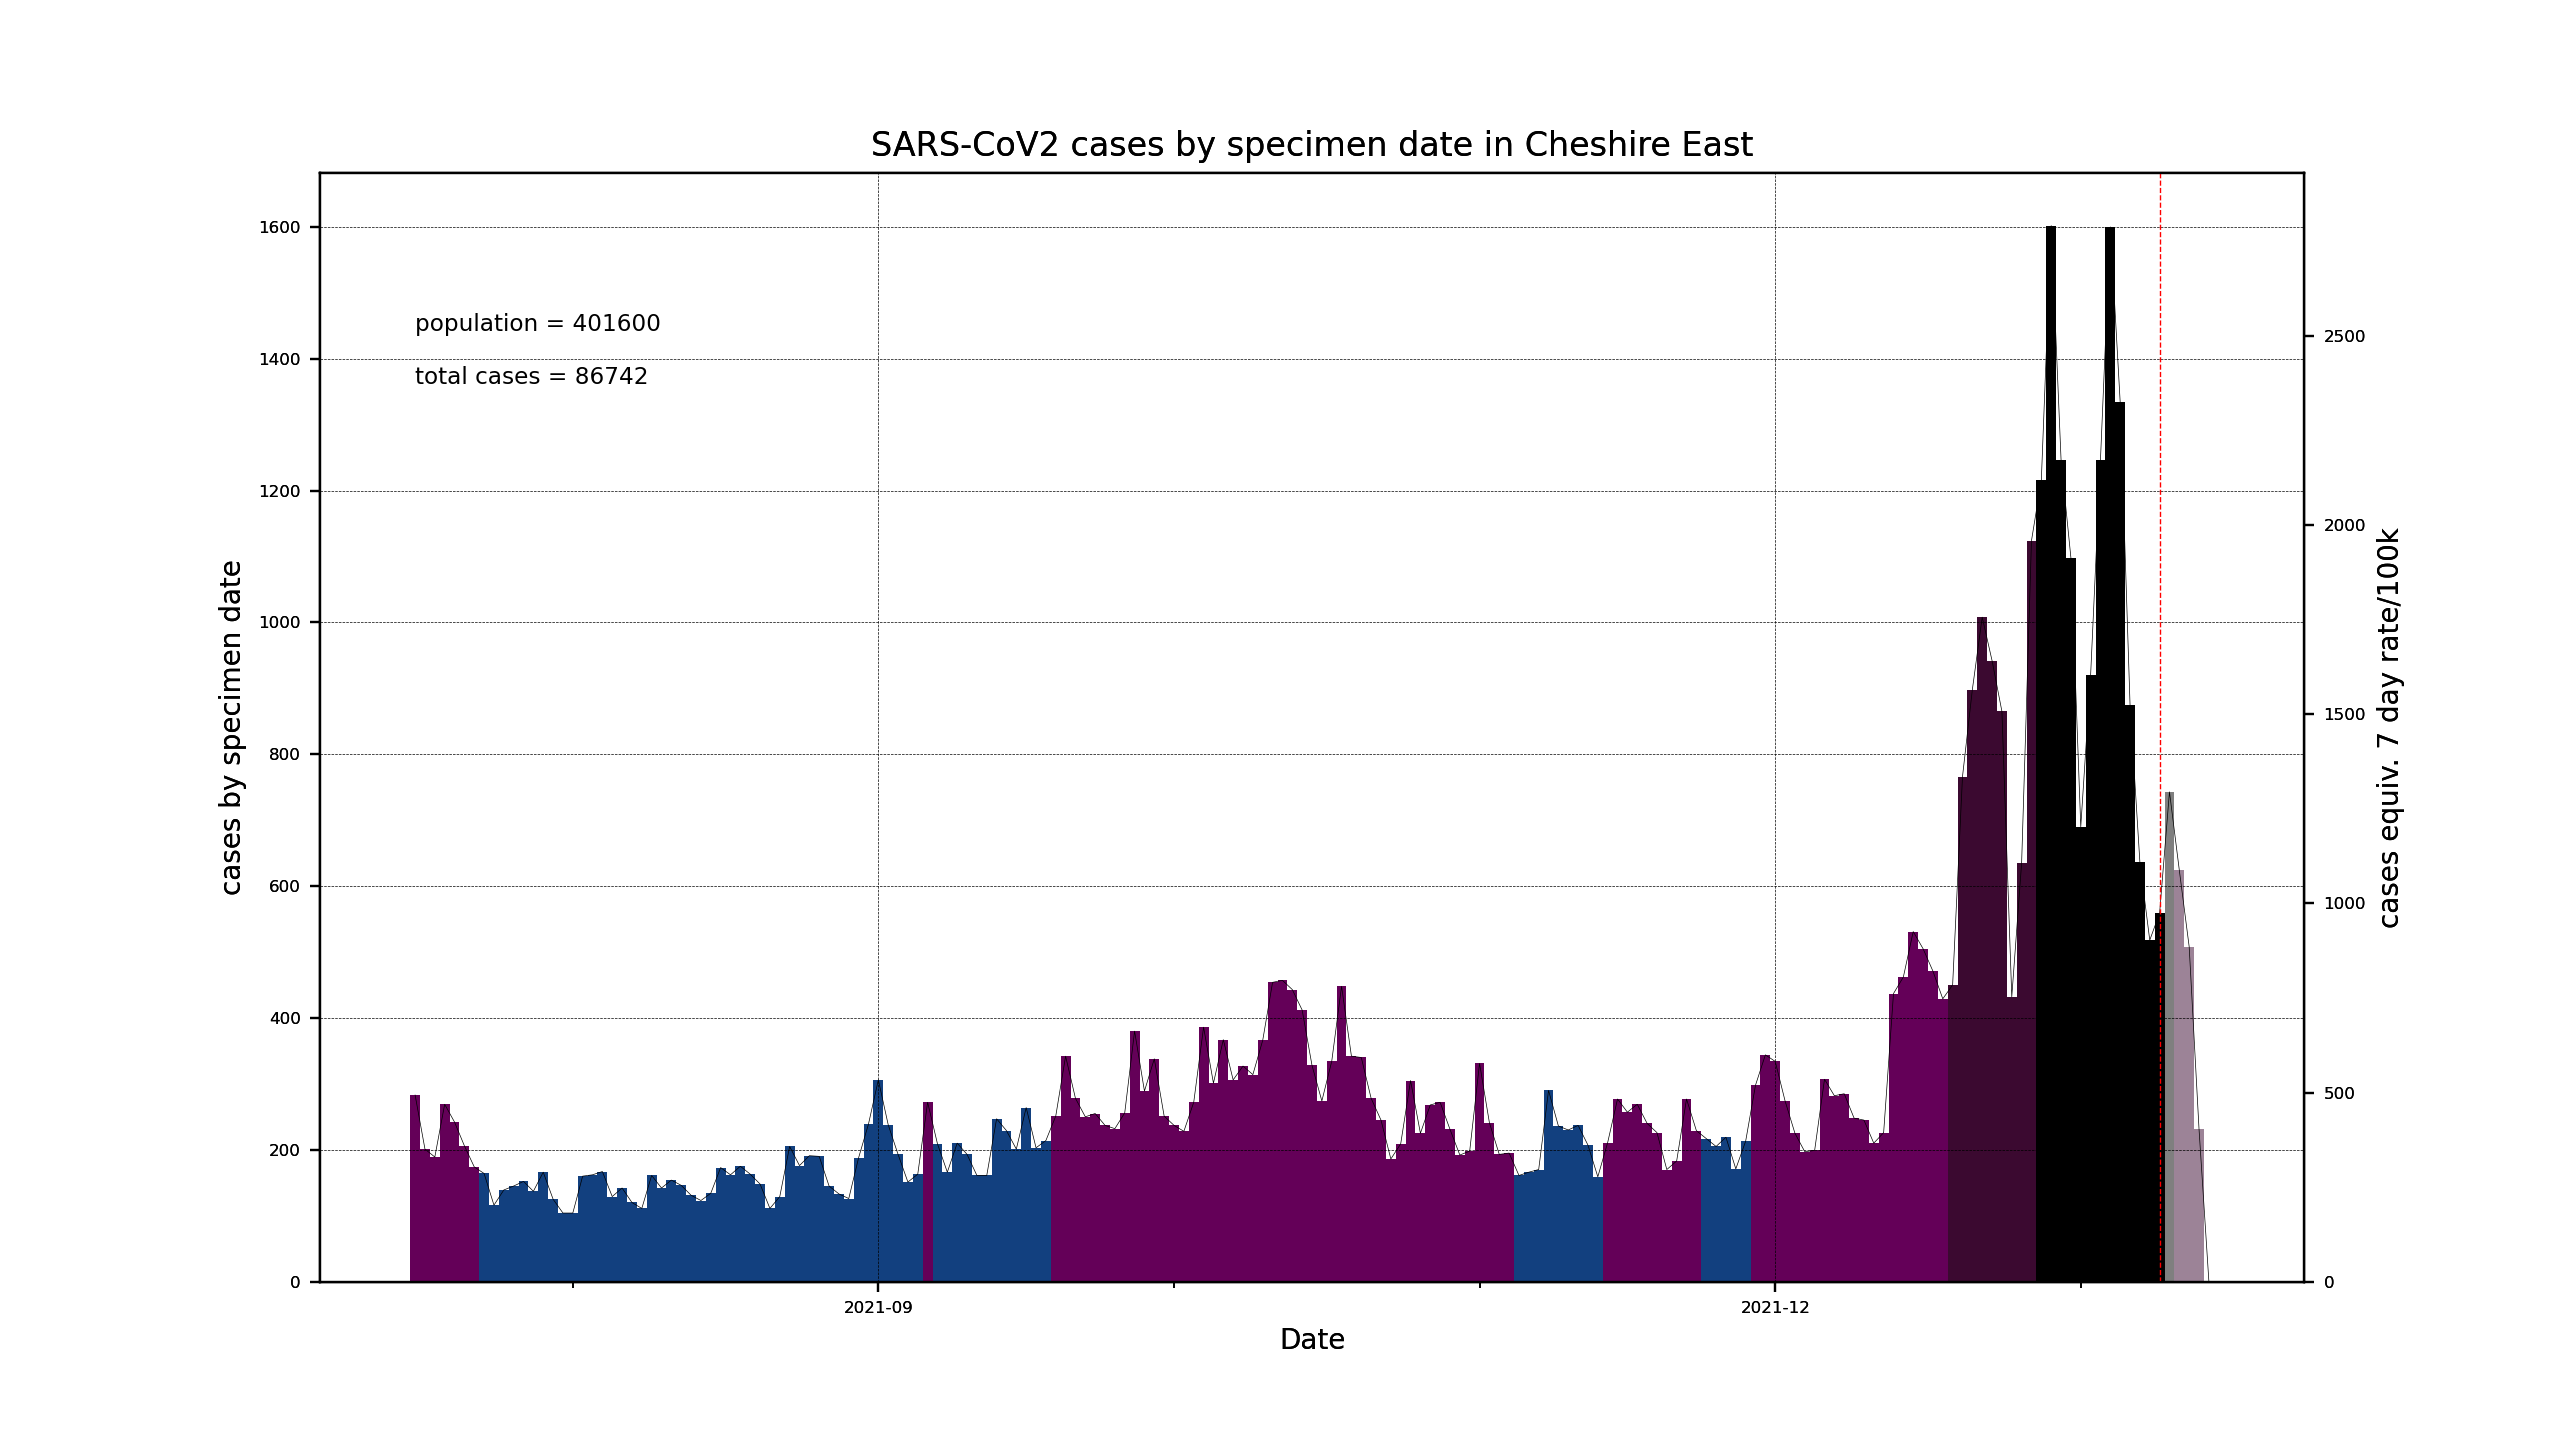 SARS-CoV2 cases by specimen date in Cheshire East
population = 401600
total cases = 86742
cases by specimen date
1600
1400
1200
1000
800
600
400
200
0
2500
2000
1500
1000
500
0
cases equiv. 7 day rate/100k
2021-09
2021-12
Date